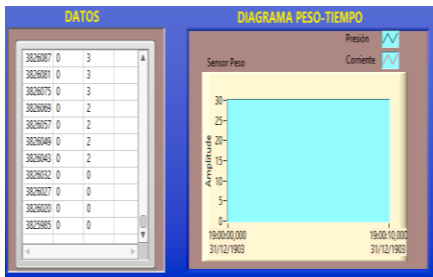 DATOS
3826087 0 3
3826081 0 3
3826075 0 3
3826069 0 2
3826057 0 2
3826049 0 2
3826043 0 2
3826032 0 0
3826027 0 0
3826020 0 0
3825985 0 0
DIAGRAMA PESO-TIEMPO
Presión
Corriente
Sensor Peso
Amplitude
30
25
20
15
10
5
0
19:00:00,000
31/12/1903
19:00:10,000
31/12/1903